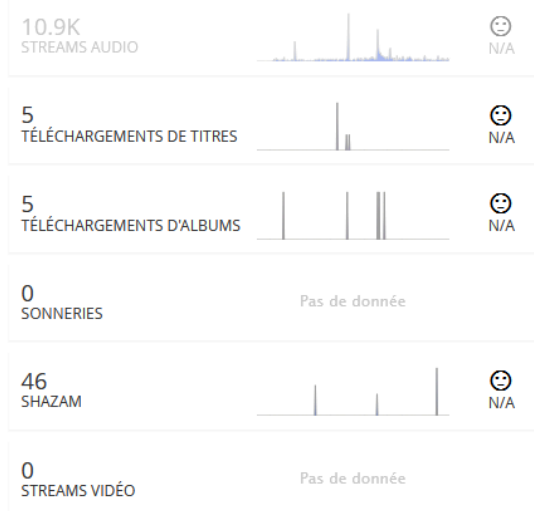 10.9K
STREAMS AUDIO
N/A
5
TÉLÉCHARGEMENTS DE TITRES
N/A
5
TÉLÉCHARGEMENTS D'ALBUMS
N/A
0
SONNERIES
Pas de donnée
46
SHAZAM
N/A
0
STREAMS VIDÉO
Pas de donnée